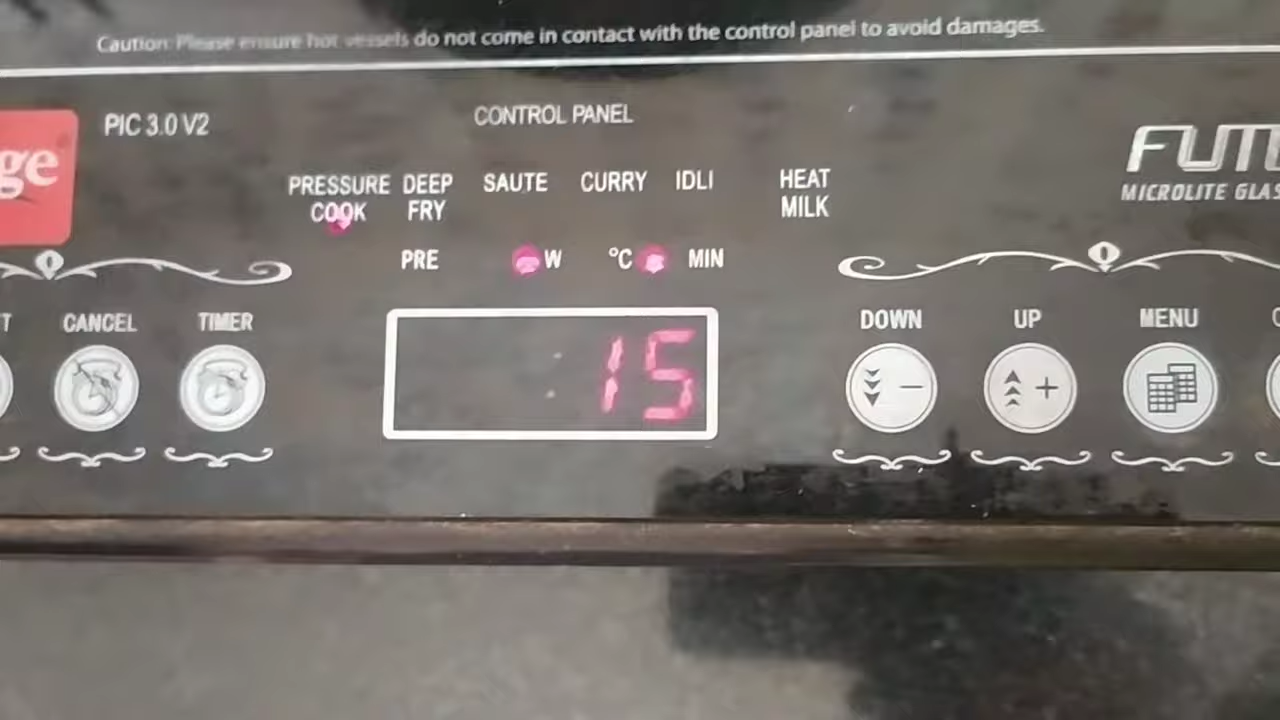 Caution: Please ensure hot vessels do not come in contact with the control panel to avoid damages.
ge
PIC 3.0 V2
CONTROL PANEL
PRESSURE COOK
DEEP FRY
SAUTE
CURRY
IDLI
HEAT MILK
FUTU
MICROLITE GLAS
PRE
W
°C
MIN
T
CANCEL
TIMER
15
DOWN
UP
MENU